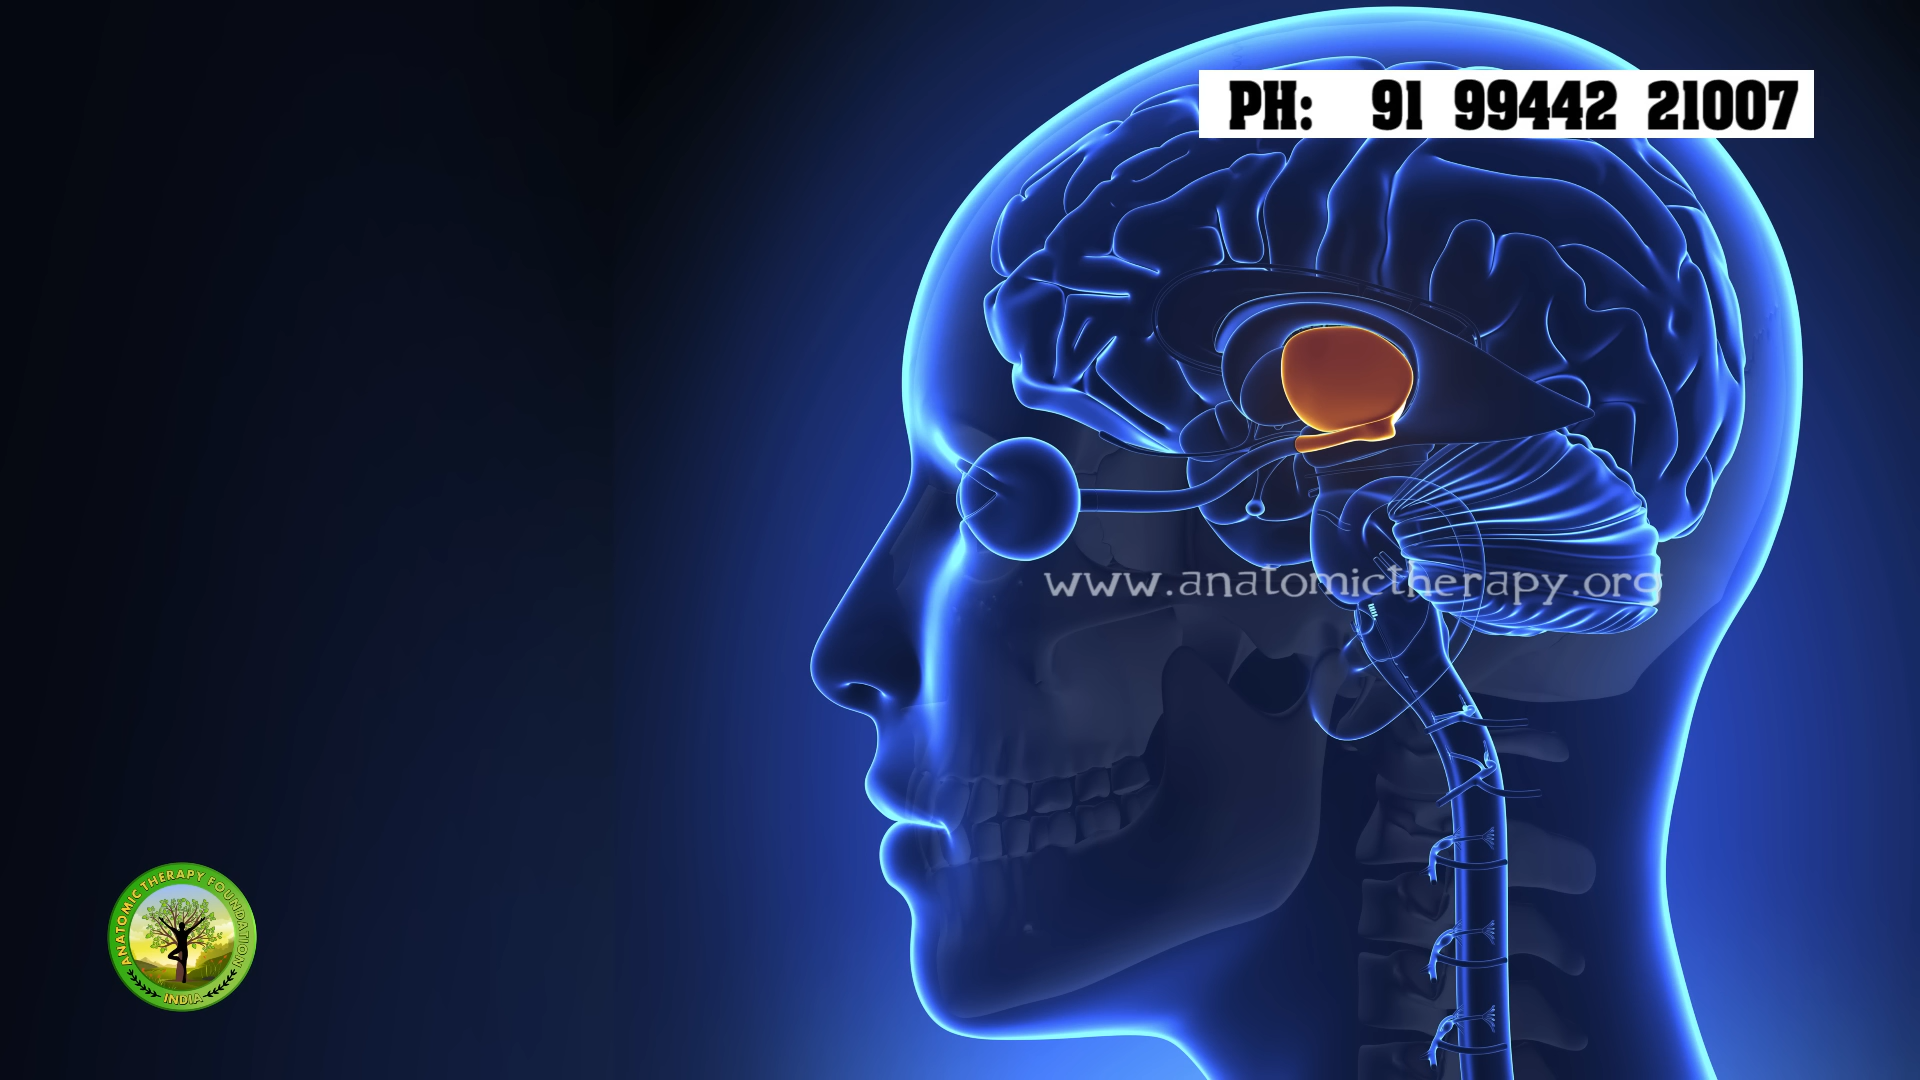 PH: 91 99442 21007
www.anatomictherapy.org
ANATOMIC THERAPY FOUNDATION
INDIA